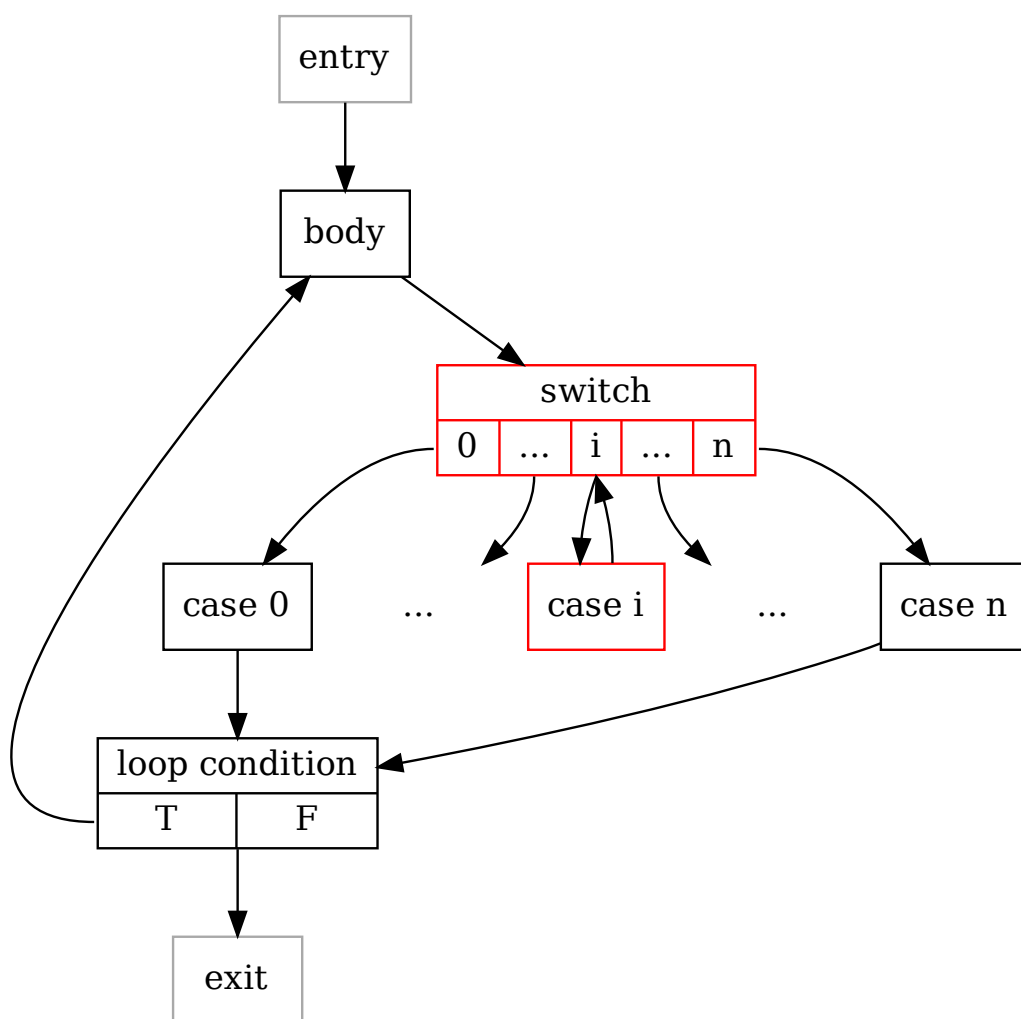 entry
body
switch
0 ... i ... n
case 0 ... case i ... case n
loop condition
T F
exit